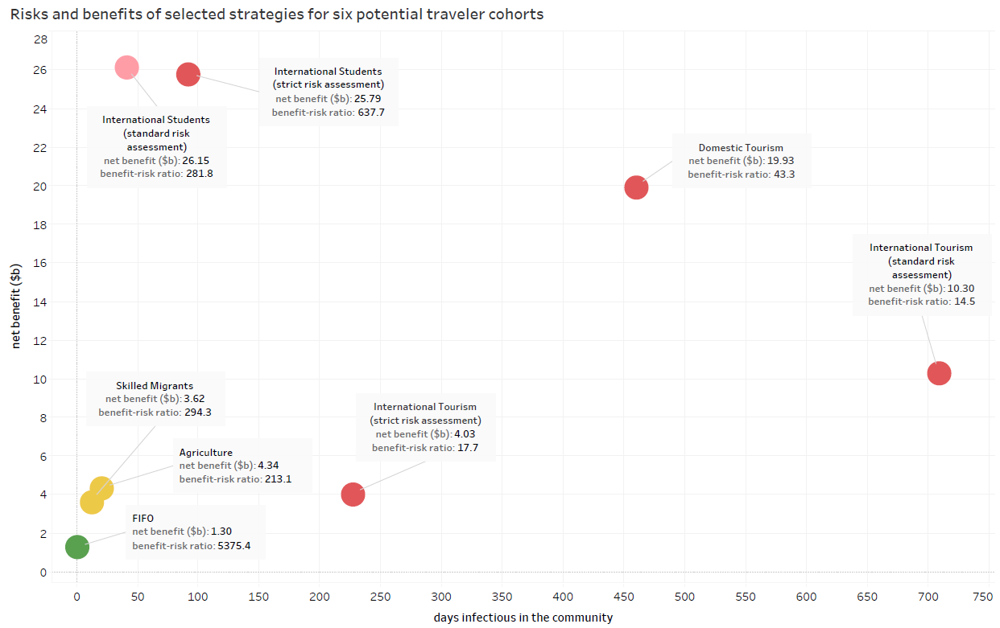 Risks and benefits of selected strategies for six potential traveler cohorts
28
26
24
22
20
18
16
14
12
10
8
6
4
2
0
net benefit ($b)
International Students
(strict risk assessment)
net benefit ($b): 25.79
benefit-risk ratio: 637.7
International Students
(standard risk
assessment)
net benefit ($b): 26.15
benefit-risk ratio: 281.8
Domestic Tourism
net benefit ($b): 19.93
benefit-risk ratio: 43.3
International Tourism
(standard risk
assessment)
net benefit ($b): 10.30
benefit-risk ratio: 14.5
Skilled Migrants
net benefit ($b): 3.62
benefit-risk ratio: 294.3
International Tourism
(strict risk assessment)
net benefit ($b): 4.03
benefit-risk ratio: 17.7
Agriculture
net benefit ($b): 4.34
benefit-risk ratio: 213.1
FIFO
net benefit ($b): 1.30
benefit-risk ratio: 5375.4
0 50 100 150 200 250 300 350 400 450 500 550 600 650 700 750
days infectious in the community